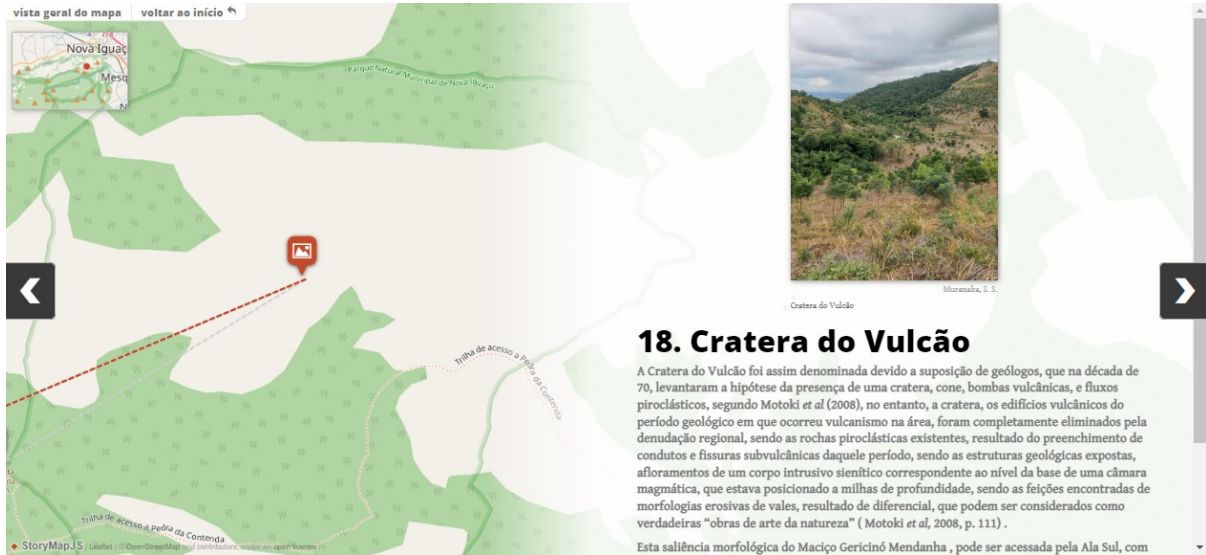 vista geral do mapa
voltar ao início
Nova Iguaç
Mesq
N
Parque Natural Municipal de Nova Iguaçu
Trilha de acesso a Pedra da Contenda
Trilha de acesso a Pedra da Contenda
StoryMapJS | Leaflet | © OpenStreetMap and contributors, under an open license
Muranaka, S. S.
Cratera do Vulcão
18. Cratera do Vulcão
A Cratera do Vulcão foi assim denominada devido a suposição de geólogos, que na década de
70, levantaram a hipótese da presença de uma cratera, cone, bombas vulcânicas, e fluxos
piroclásticos, segundo Motoki et al (2008), no entanto, a cratera, os edifícios vulcânicos do
período geológico em que ocorreu vulcanismo na área, foram completamente eliminados pela
denudação regional, sendo as rochas piroclásticas existentes, resultado do preenchimento de
condutos e fissuras subvulcânicas daquele período, sendo as estruturas geológicas expostas,
afloramentos de um corpo intrusivo sienítico correspondente ao nível da base de uma câmara
magmática, que estava posicionado a milhas de profundidade, sendo as feições encontradas de
morfologias erosivas de vales, resultado de diferencial, que podem ser considerados como
verdadeiras “obras de arte da natureza” ( Motoki et al, 2008, p. 111) .
Esta saliência morfológica do Maciço Gericinó Mendanha , pode ser acessada pela Ala Sul, com